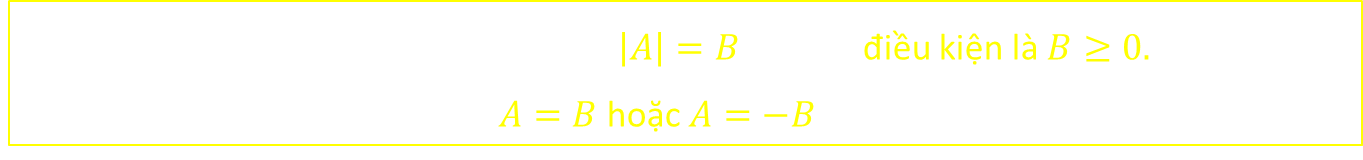 |A| = B điều kiện là B ≥ 0.
A = B hoặc A = −B